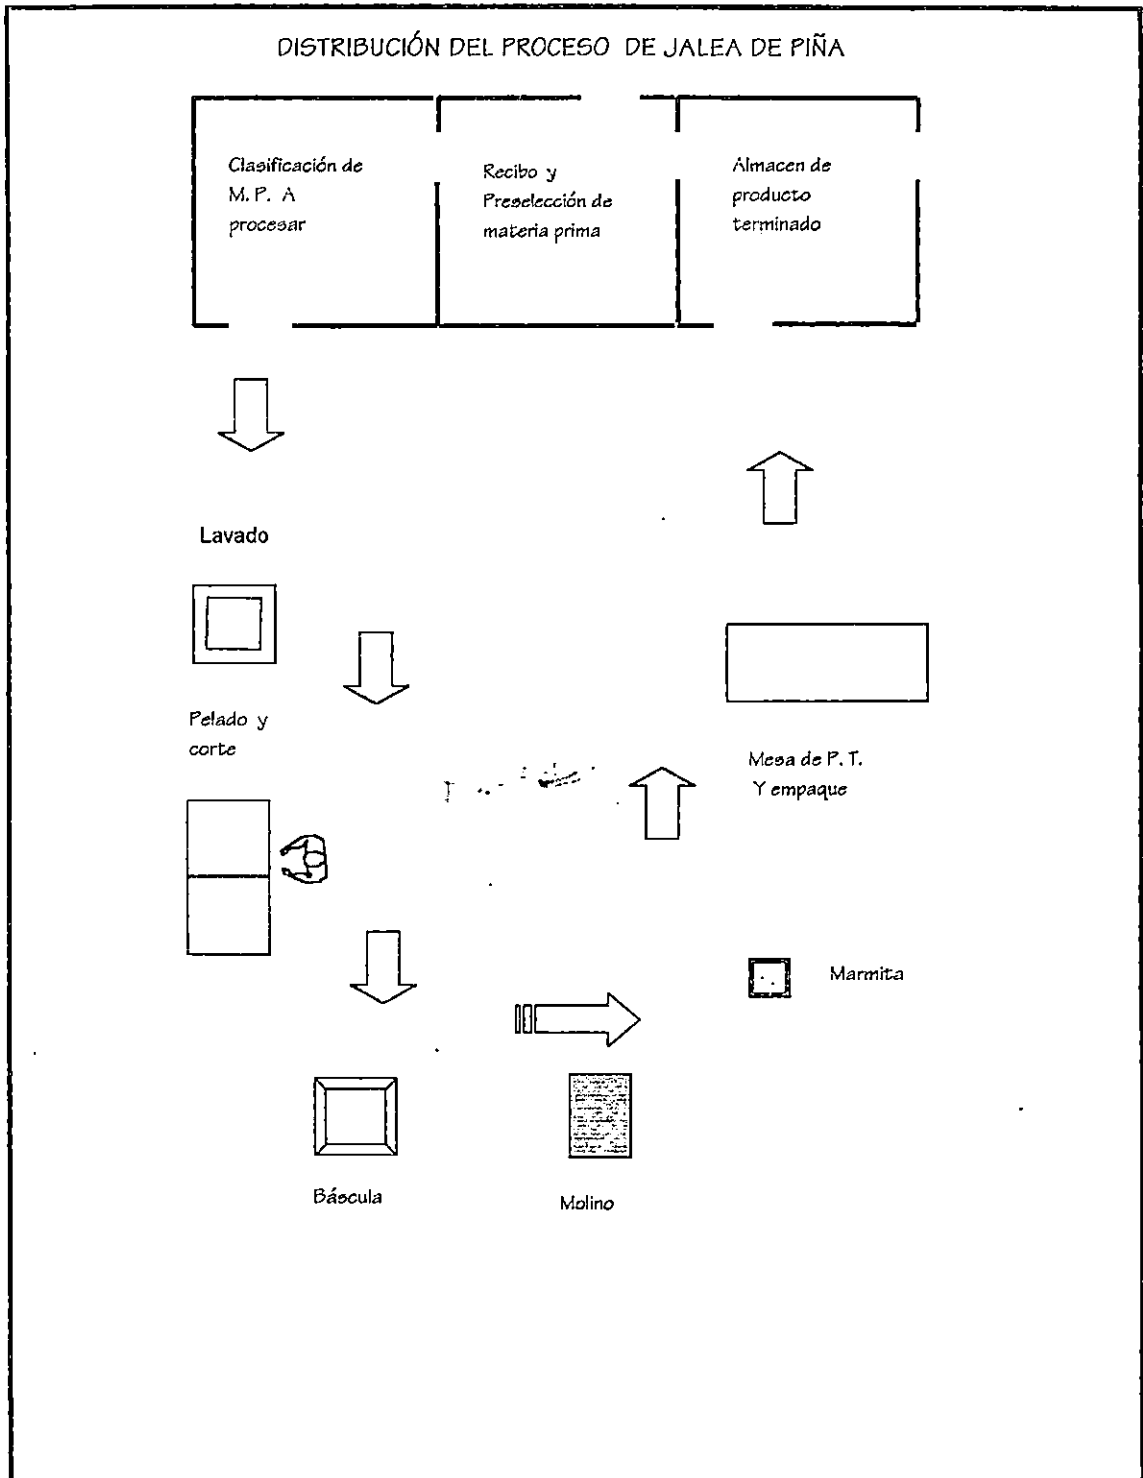 DISTRIBUCIÓN DEL PROCESO DE JALEA DE PIÑA
Clasificación de
M. P. A
procesar
Recibo y
Preselección de
materia prima
Almacen de
producto
terminado
Lavado
Pelado y
corte
Mesa de P. T.
Y empaque
Marmita
Báscula
Molino